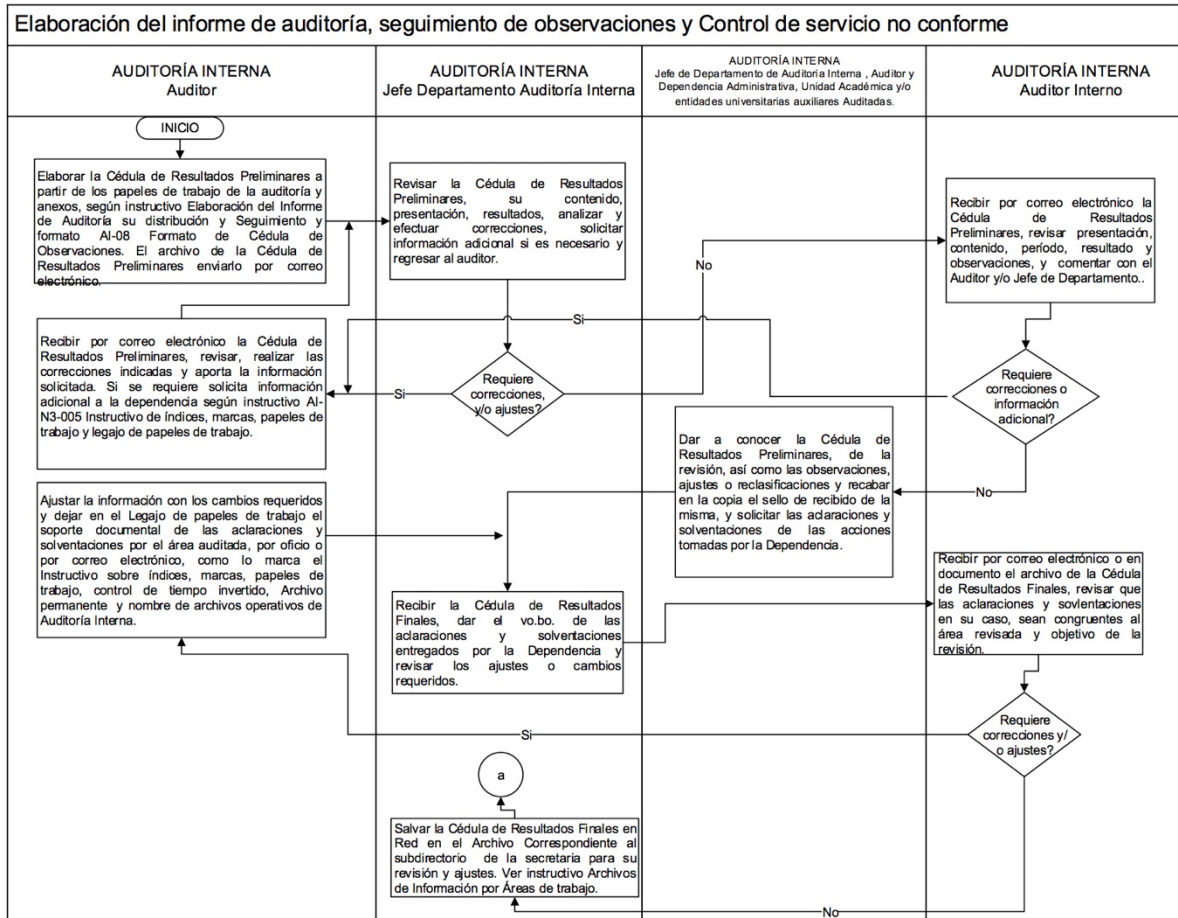 Elaboración del informe de auditoría, seguimiento de observaciones y Control de servicio no conforme
AUDITORÍA INTERNA
Auditor
AUDITORÍA INTERNA
Jefe Departamento Auditoría Interna
AUDITORÍA INTERNA
Jefe de Departamento de Auditoria Interna , Auditor y
Dependencia Administrativa, Unidad Académica y/o
entidades universitarias auxiliares Auditadas.
AUDITORÍA INTERNA
Auditor Interno
INICIO
Elaborar la Cédula de Resultados Preliminares a
partir de los papeles de trabajo de la auditoría y
anexos, según instructivo Elaboración del Informe
de Auditoría su distribución y Seguimiento y
formato AI-08 Formato de Cédula de
Observaciones. El archivo de la Cédula de
Resultados Preliminares enviarlo por correo
electrónico.
Revisar la Cédula de Resultados
Preliminares, su contenido,
presentación, resultados, analizar y
efectuar correcciones, solicitar
información adicional si es necesario y
regresar al auditor.
Recibir por correo electrónico la
Cédula de Resultados
Preliminares, revisar presentación,
contenido, período, resultado y
observaciones, y comentar con el
Auditor y/o Jefe de Departamento..
No
Si
Recibir por correo electrónico la Cédula de
Resultados Preliminares, revisar, realizar las
correcciones indicadas y aporta la información
solicitada. Si se requiere solicita información
adicional a la dependencia según instructivo AI-
N3-005 Instructivo de índices, marcas, papeles de
trabajo y legajo de papeles de trabajo.
Si
Requiere
correcciones,
y/o ajustes?
Requiere
correcciones o
información
adicional?
Dar a conocer la Cédula de
Resultados Preliminares, de la
revisión, así como las observaciones,
ajustes o reclasificaciones y recabar
en la copia el sello de recibido de la
misma, y solicitar las aclaraciones y
solventaciones de las acciones
tomadas por la Dependencia.
No
Ajustar la información con los cambios requeridos
y dejar en el Legajo de papeles de trabajo el
soporte documental de las aclaraciones y
solventaciones por el área auditada, por oficio o
por correo electrónico, como lo marca el
Instructivo sobre índices, marcas, papeles de
trabajo, control de tiempo invertido, Archivo
permanente y nombre de archivos operativos de
Auditoría Interna.
Recibir la Cédula de Resultados
Finales, dar el vo.bo. de las
aclaraciones y solventaciones
entregados por la Dependencia y
revisar los ajustes o cambios
requeridos.
Recibir por correo electrónico o en
documento el archivo de la Cédula
de Resultados Finales, revisar que
las aclaraciones y sovlentaciones
en su caso, sean congruentes al
área revisada y objetivo de la
revisión.
Si
Requiere
correcciones y/
o ajustes?
a
Salvar la Cédula de Resultados Finales en
Red en el Archivo Correspondiente al
subdirectorio de la secretaria para su
revisión y ajustes. Ver instructivo Archivos
de Información por Áreas de trabajo.
No